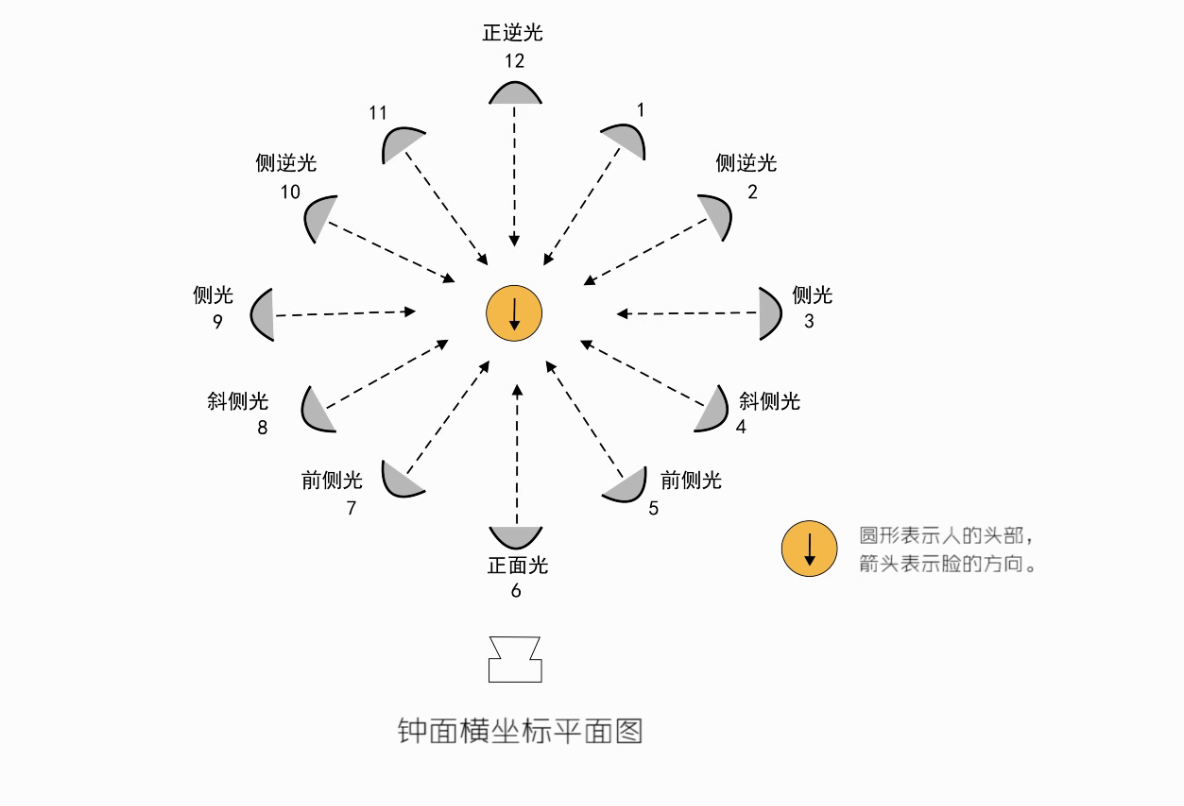 正逆光
12
11
1
侧逆光
10
侧逆光
2
侧光
9
侧光
3
斜侧光
8
斜侧光
4
前侧光
7
前侧光
5
正面光
6
圆形表示人的头部，
箭头表示脸的方向。
钟面横坐标平面图